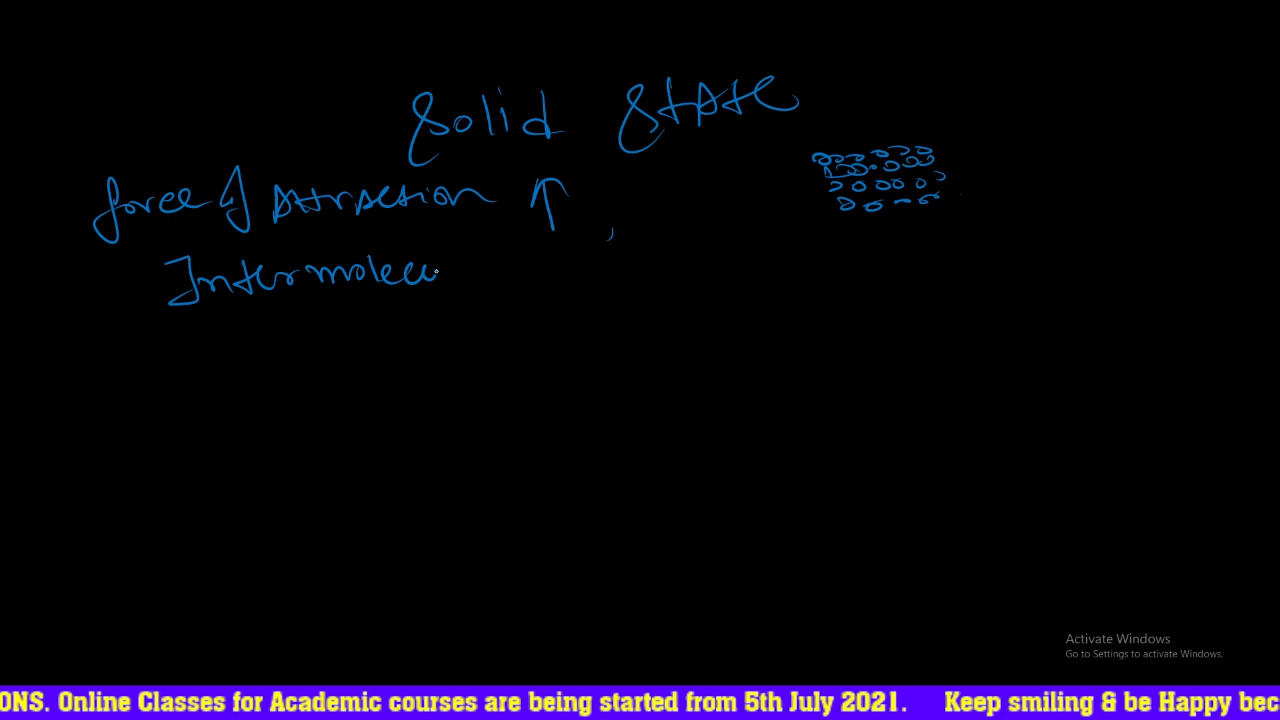 Solid State
force of Attraction ↑ ,
Intermolecu
Activate Windows
Go to Settings to activate Windows.
ONS. Online Classes for Academic courses are being started from 5th July 2021. Keep smiling & be Happy bec